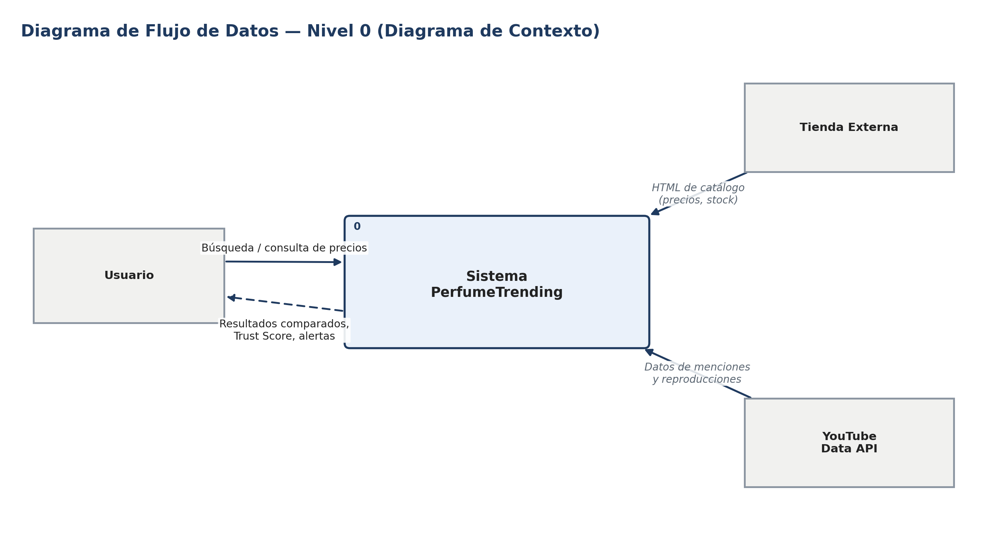 Diagrama de Flujo de Datos — Nivel 0 (Diagrama de Contexto)
Tienda Externa
HTML de catálogo
(precios, stock)
0
Búsqueda / consulta de precios
Usuario
Sistema
PerfumeTrending
Resultados comparados,
Trust Score, alertas
Datos de menciones
y reproducciones
YouTube
Data API